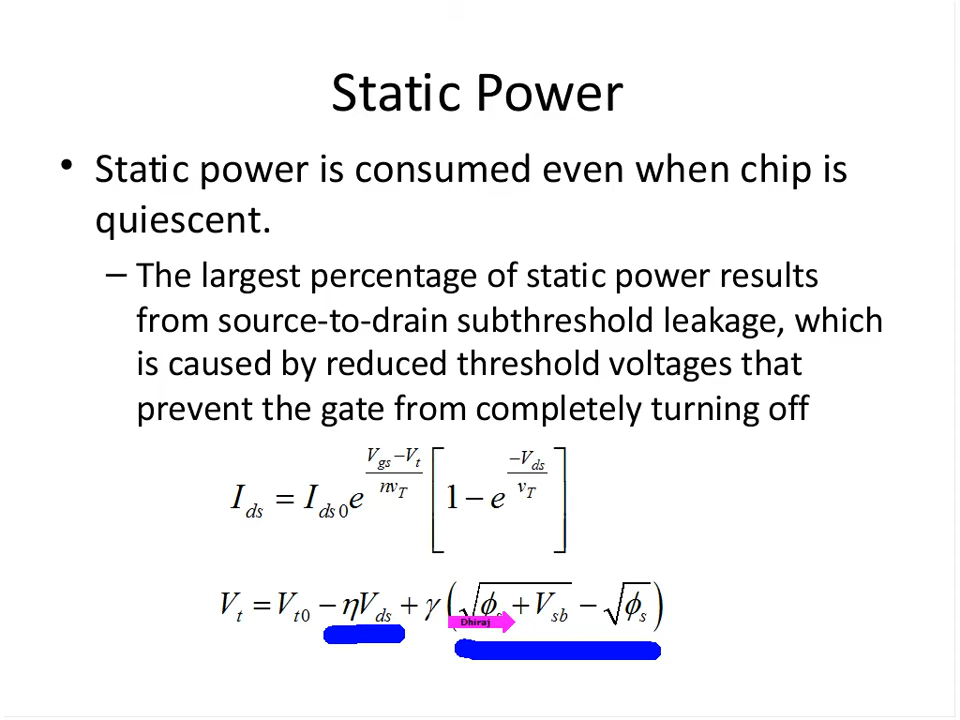 Static Power
• Static power is consumed even when chip is
quiescent.
– The largest percentage of static power results
from source-to-drain subthreshold leakage, which
is caused by reduced threshold voltages that
prevent the gate from completely turning off
I_ds = I_ds0 e^{(V_gs − V_t)/(nv_T)} [1 − e^{−V_ds/v_T}]
V_t = V_t0 − ηV_ds + γ(√(ϕ_s + V_sb) − √ϕ_s)
Dhiraj